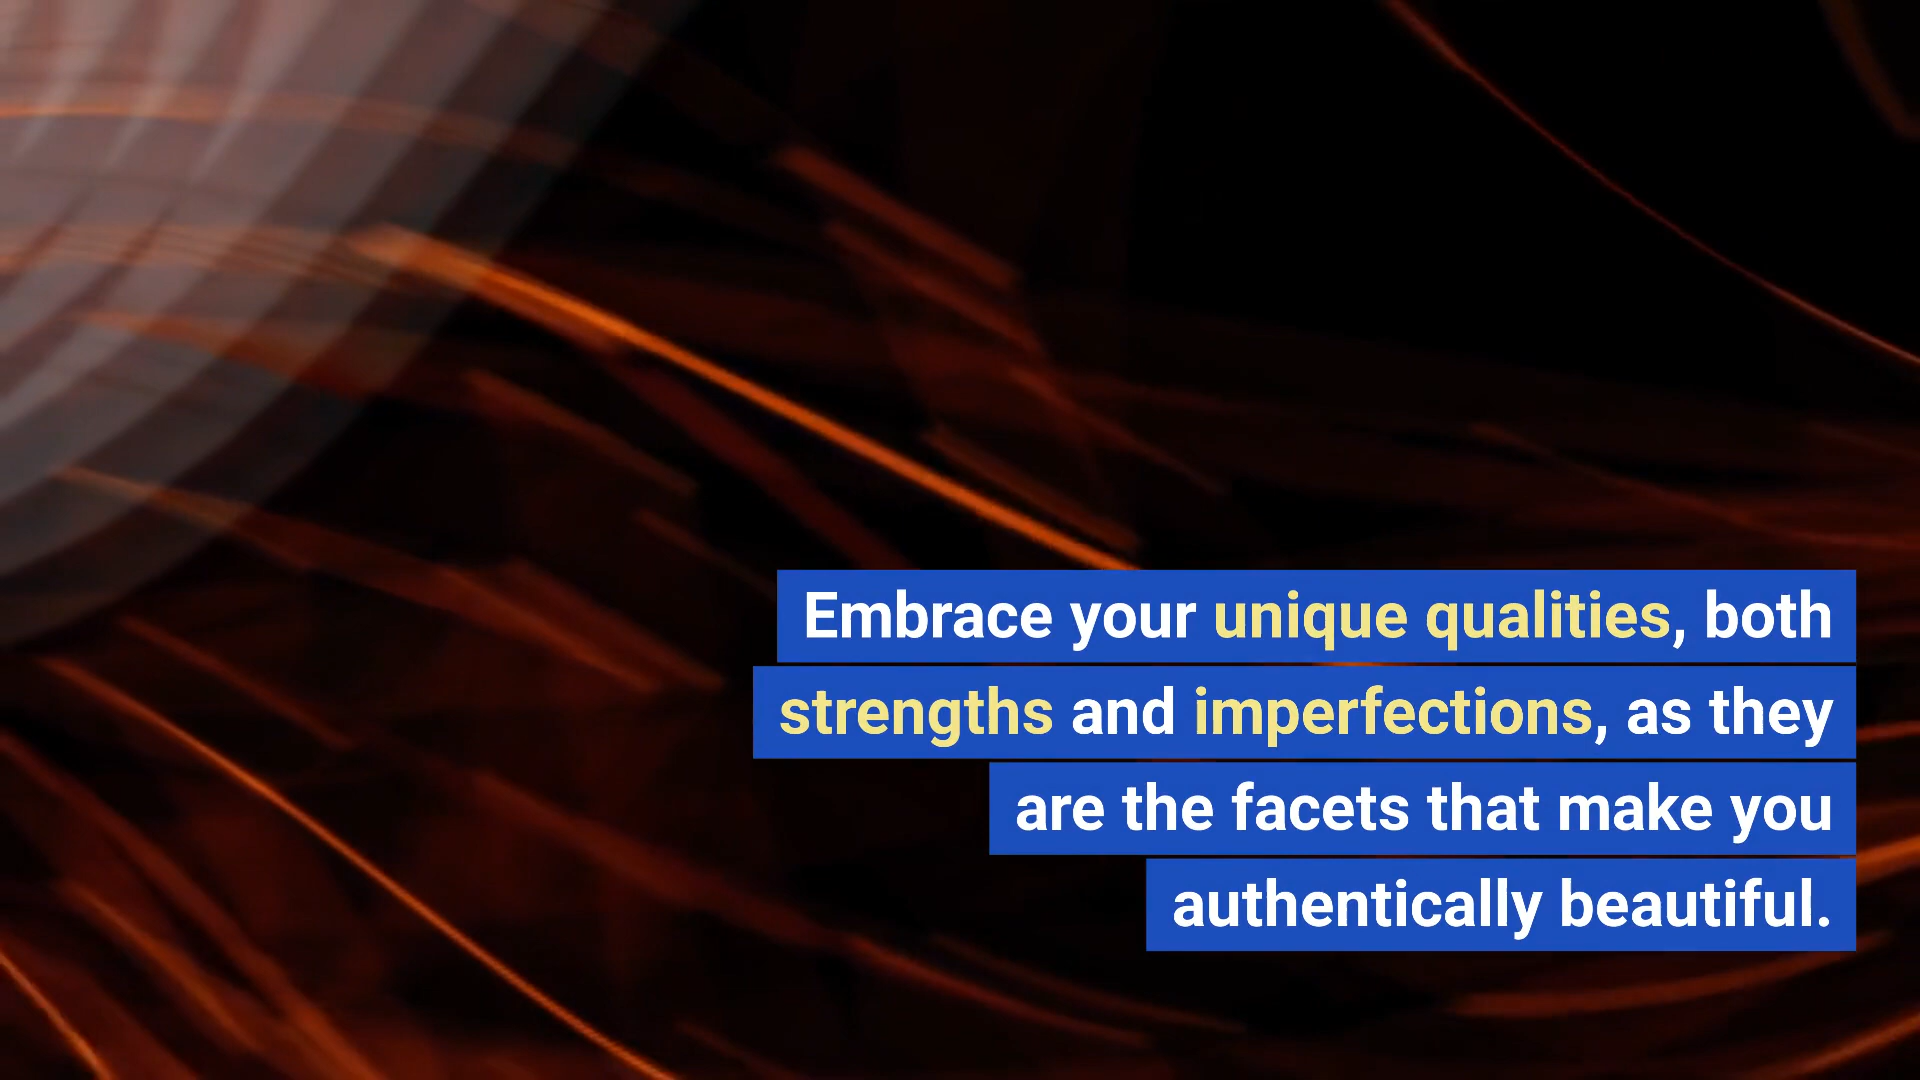 Embrace your unique qualities, both
strengths and imperfections, as they
are the facets that make you
authentically beautiful.